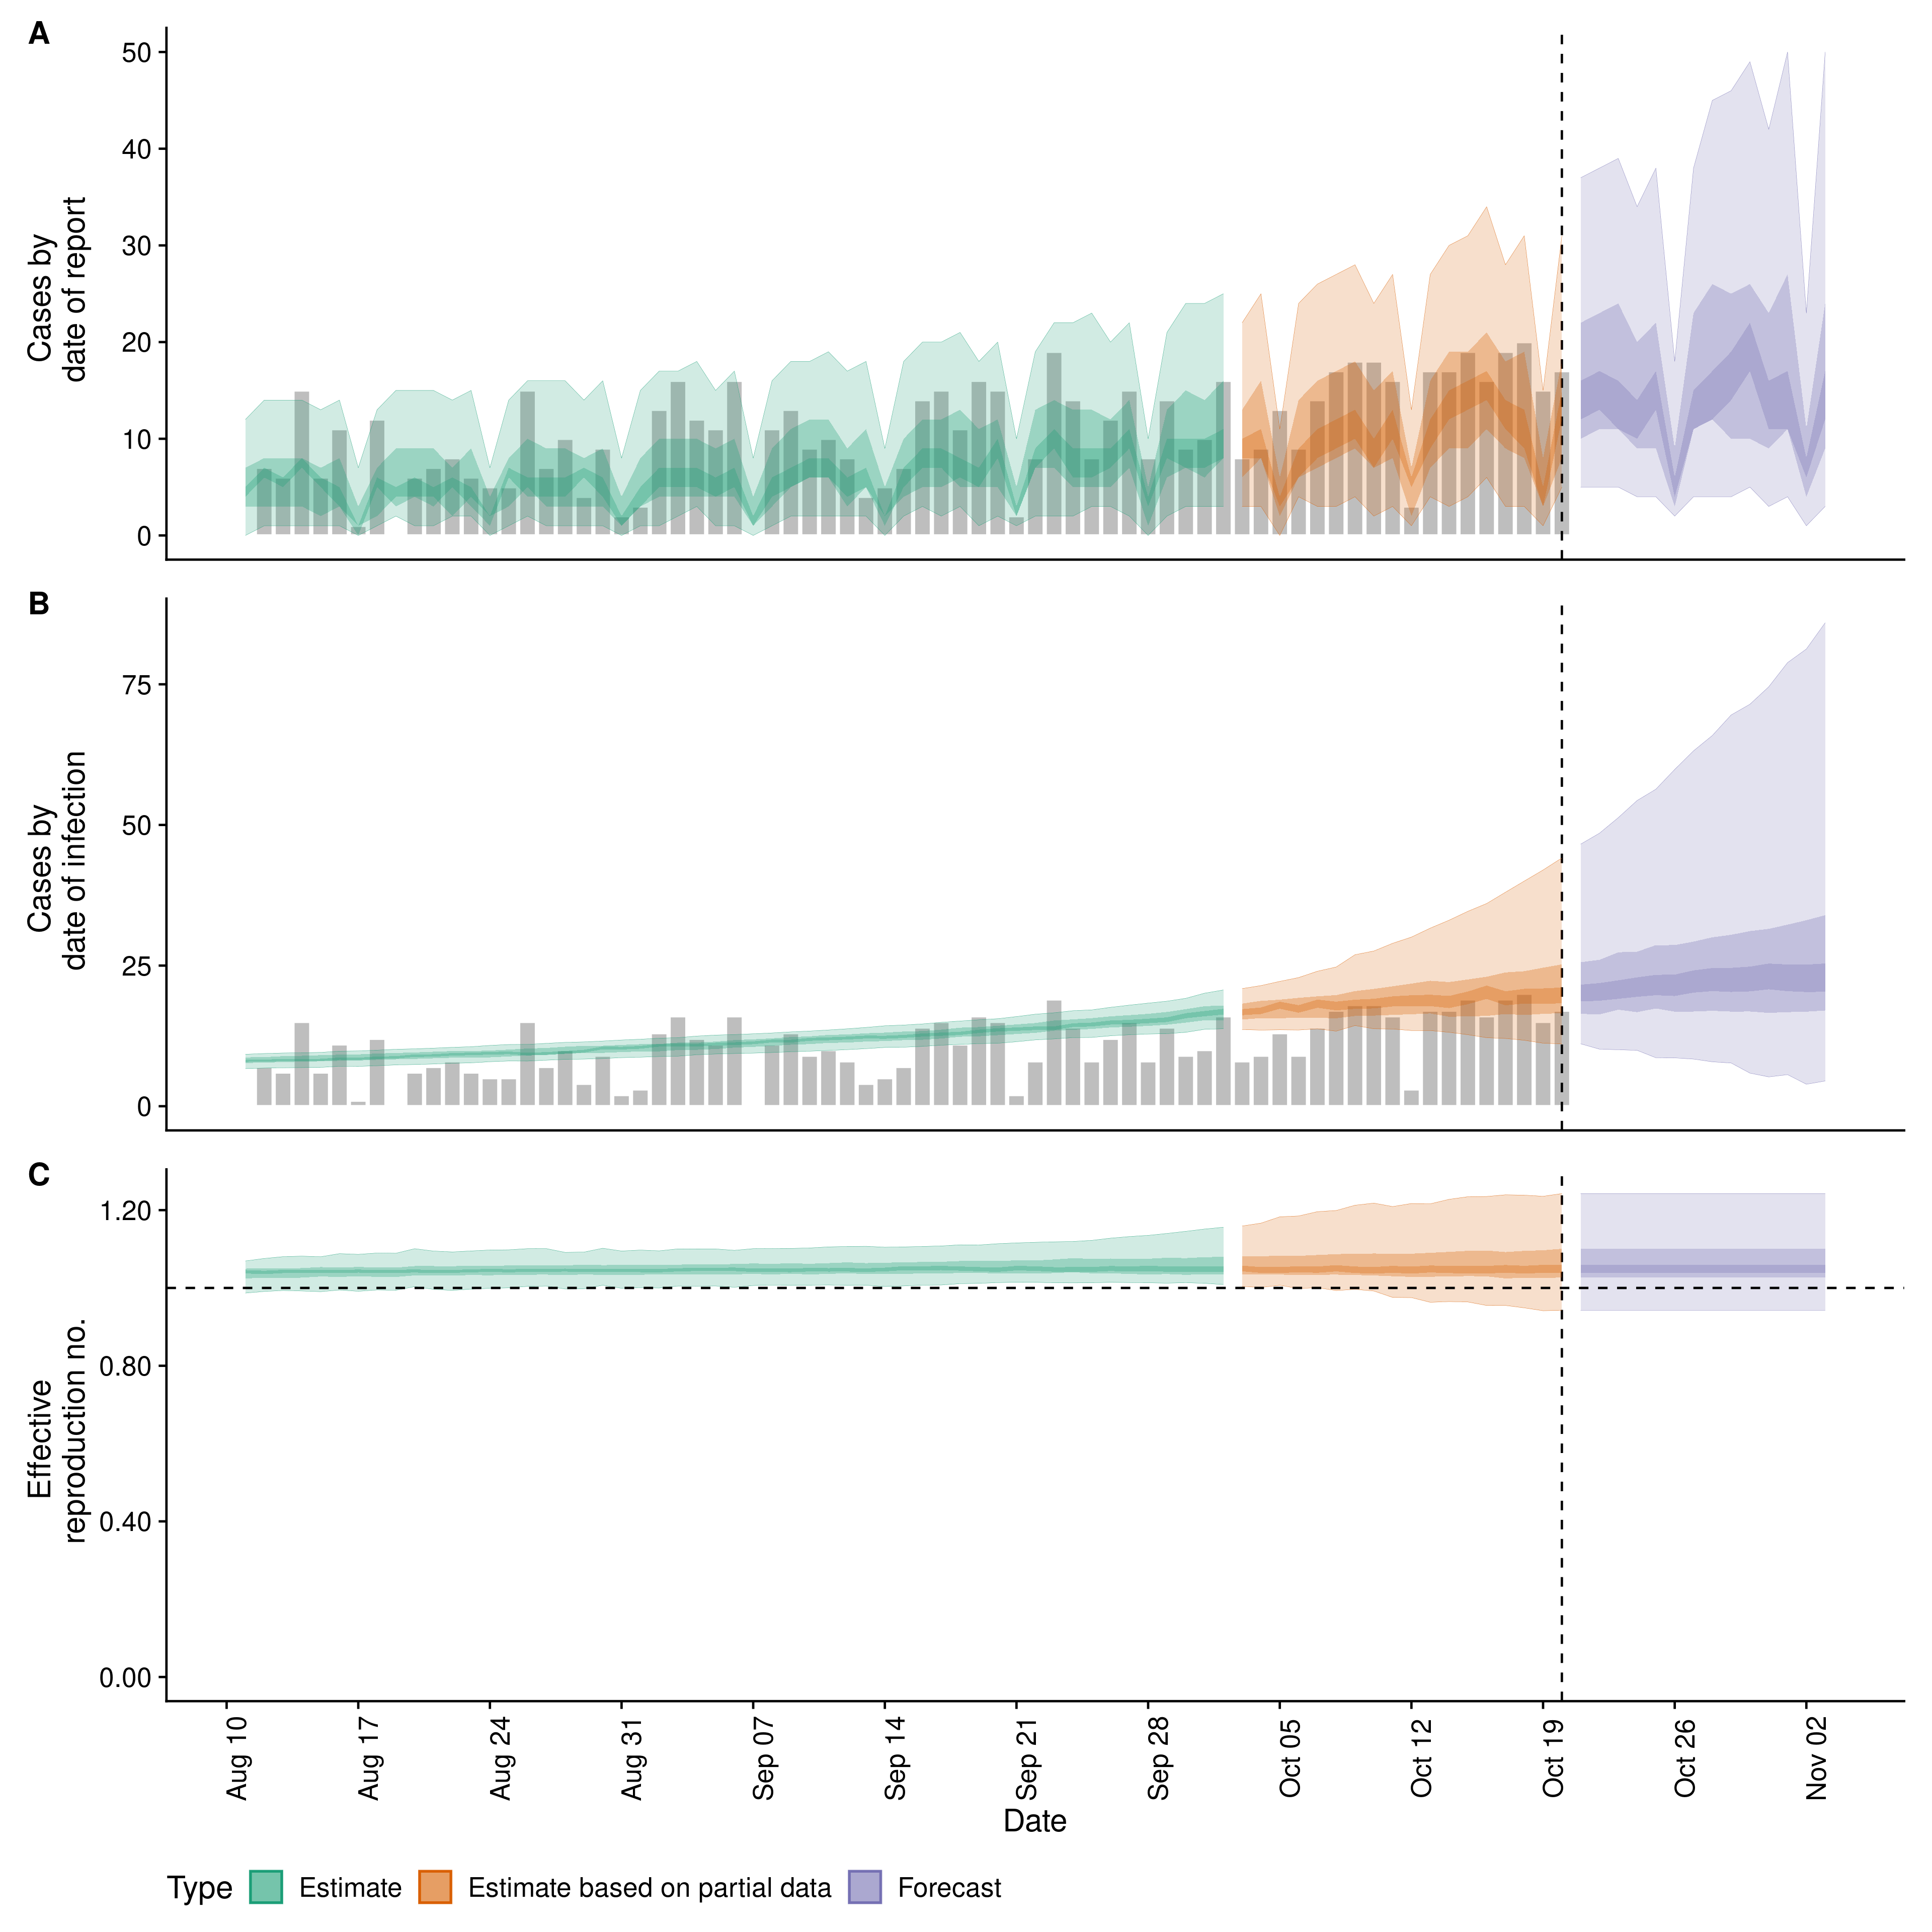 A
50
40
30
20
10
0
Cases by
date of report
B
75
50
25
0
Cases by
date of infection
C
1.20
0.80
0.40
0.00
Effective
reproduction no.
Aug 10
Aug 17
Aug 24
Aug 31
Sep 07
Sep 14
Sep 21
Sep 28
Oct 05
Oct 12
Oct 19
Oct 26
Nov 02
Date
Type Estimate Estimate based on partial data Forecast